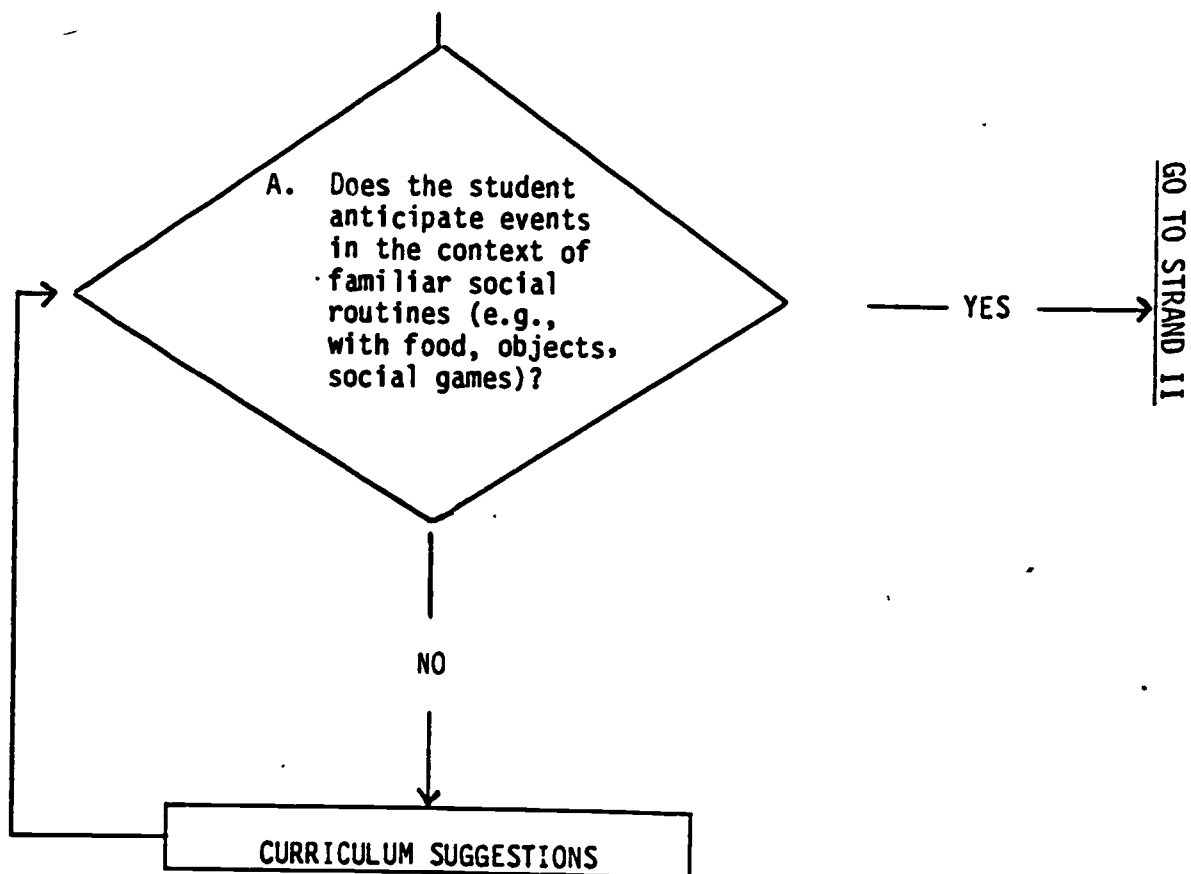 A. Does the student
anticipate events
in the context of
familiar social
routines (e.g.,
with food, objects,
social games)?
YES
GO TO STRAND II
NO
CURRICULUM SUGGESTIONS